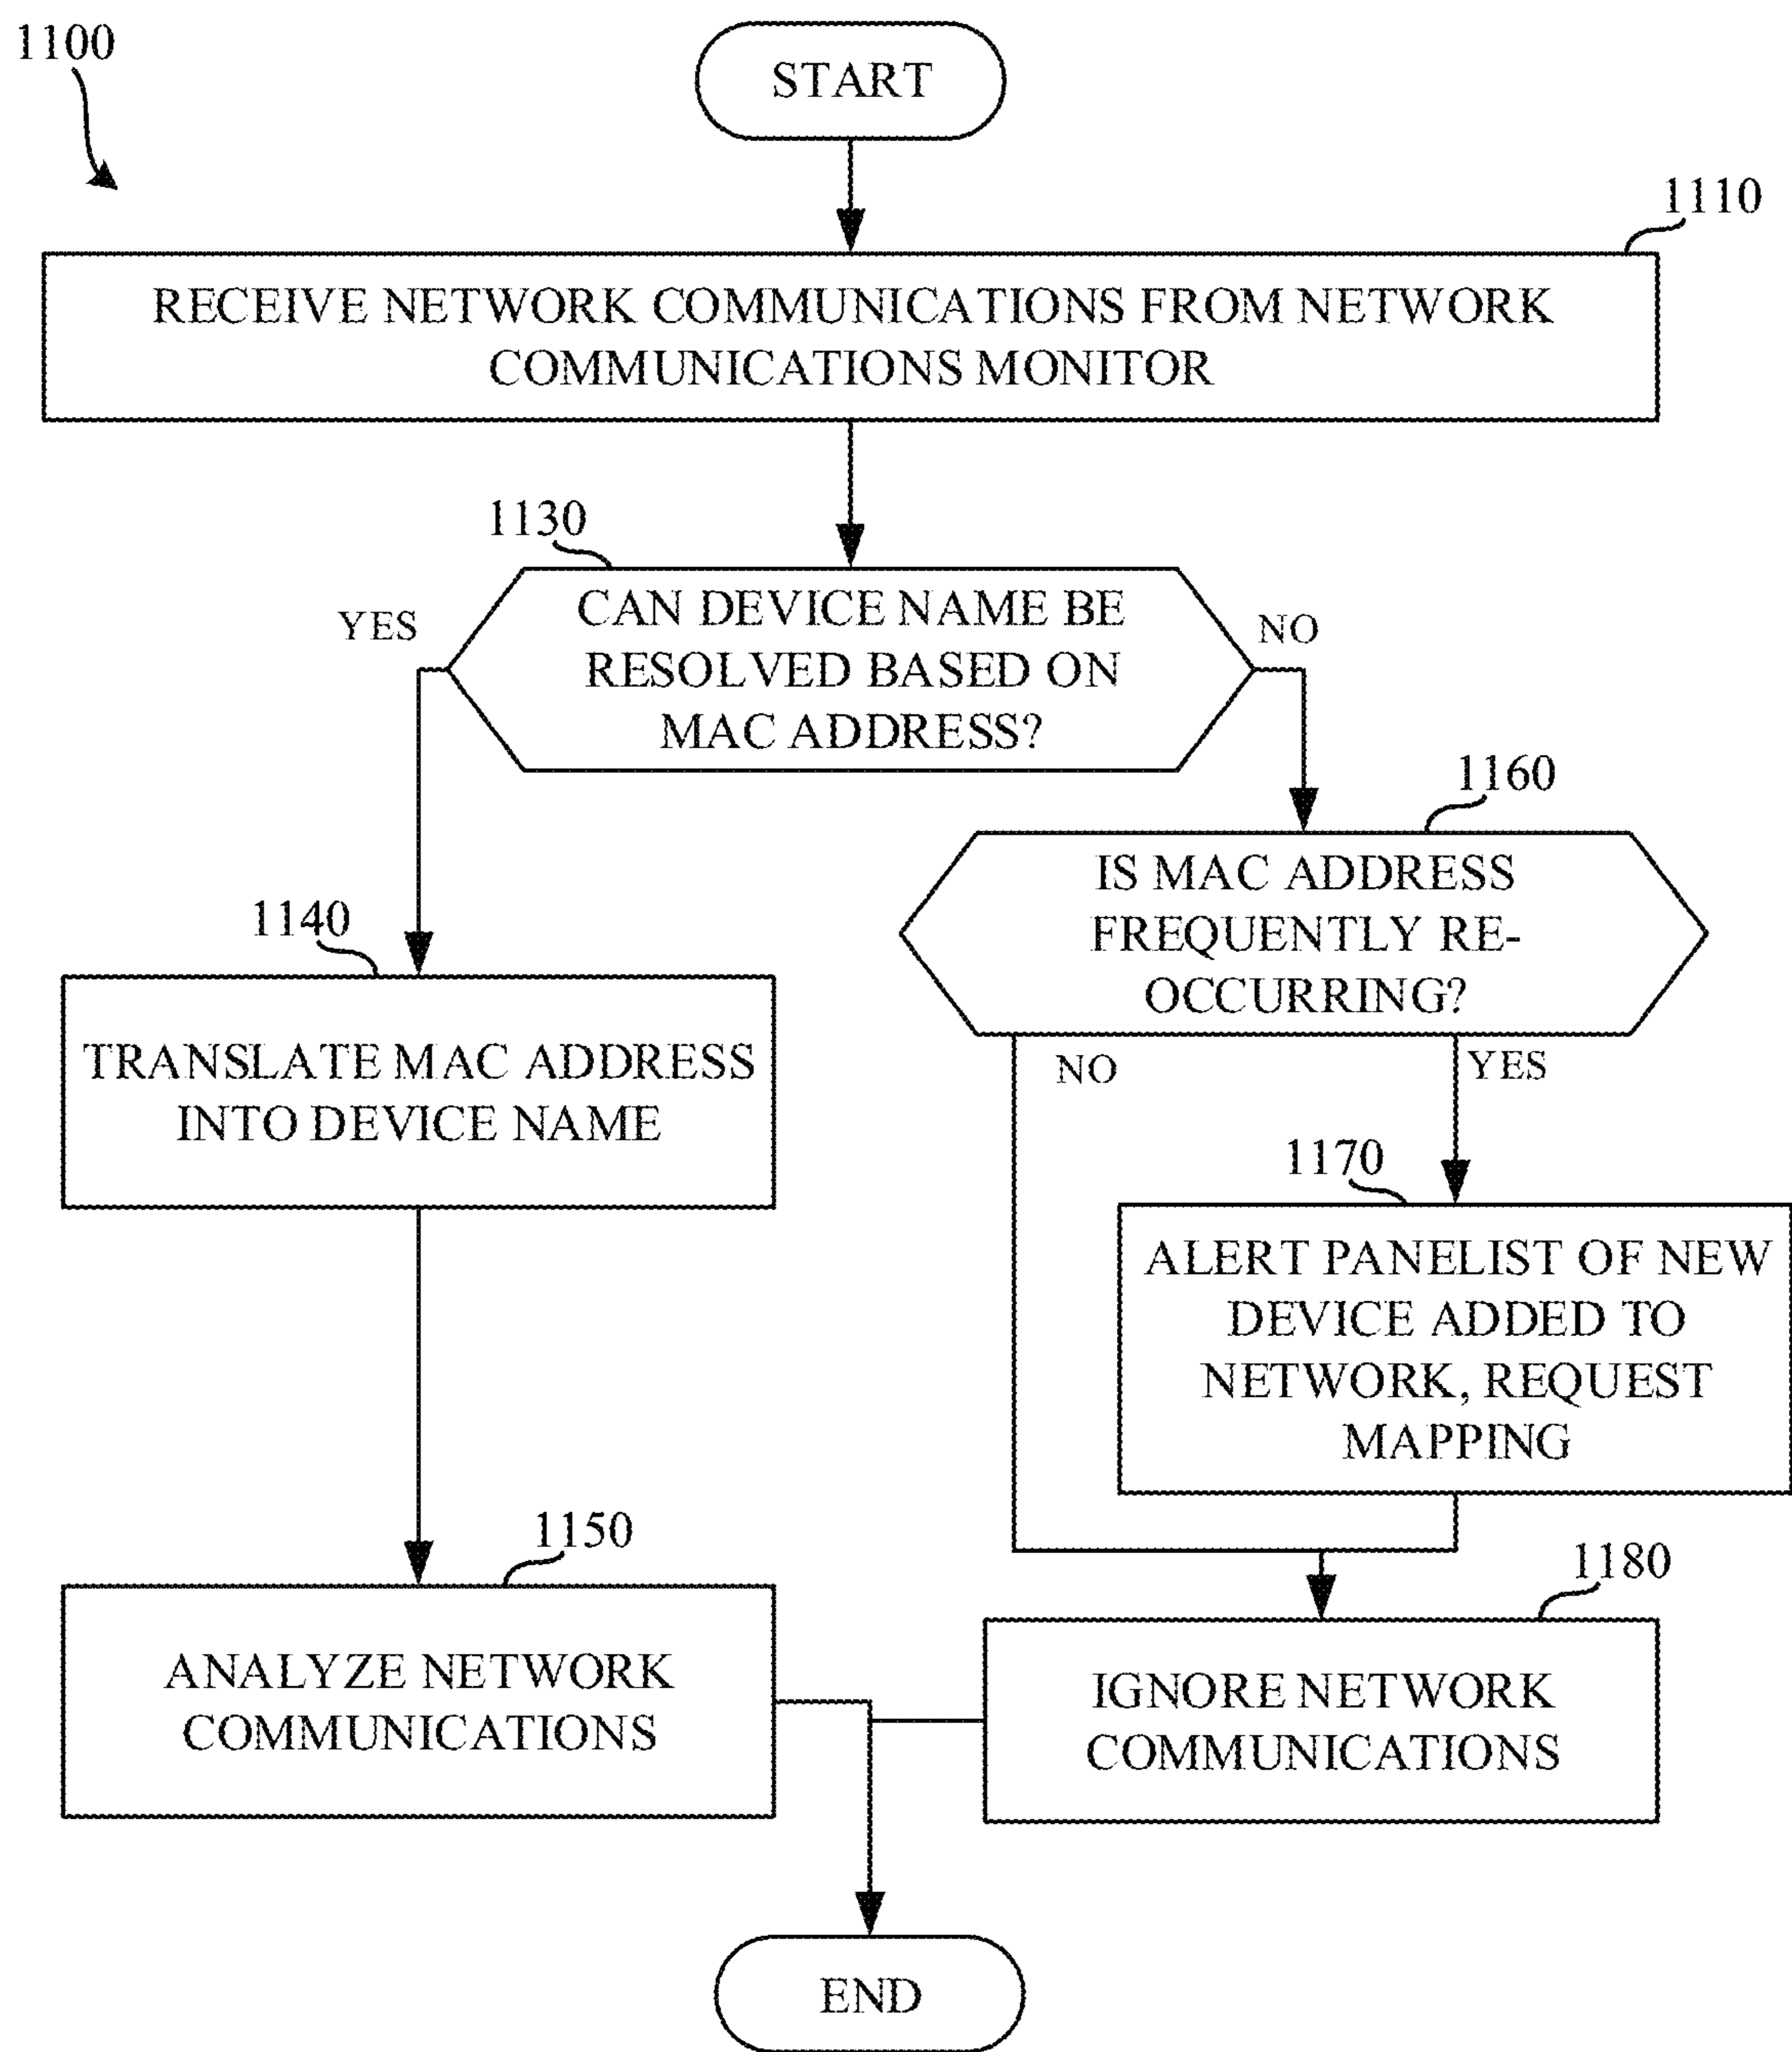 1100
START
1110
RECEIVE NETWORK COMMUNICATIONS FROM NETWORK
COMMUNICATIONS MONITOR
1130
YES
CAN DEVICE NAME BE
RESOLVED BASED ON
MAC ADDRESS?
NO
1160
IS MAC ADDRESS
FREQUENTLY RE-
OCCURRING?
1140
TRANSLATE MAC ADDRESS
INTO DEVICE NAME
NO
YES
1170
ALERT PANELIST OF NEW
DEVICE ADDED TO
NETWORK, REQUEST
MAPPING
1150
ANALYZE NETWORK
COMMUNICATIONS
1180
IGNORE NETWORK
COMMUNICATIONS
END